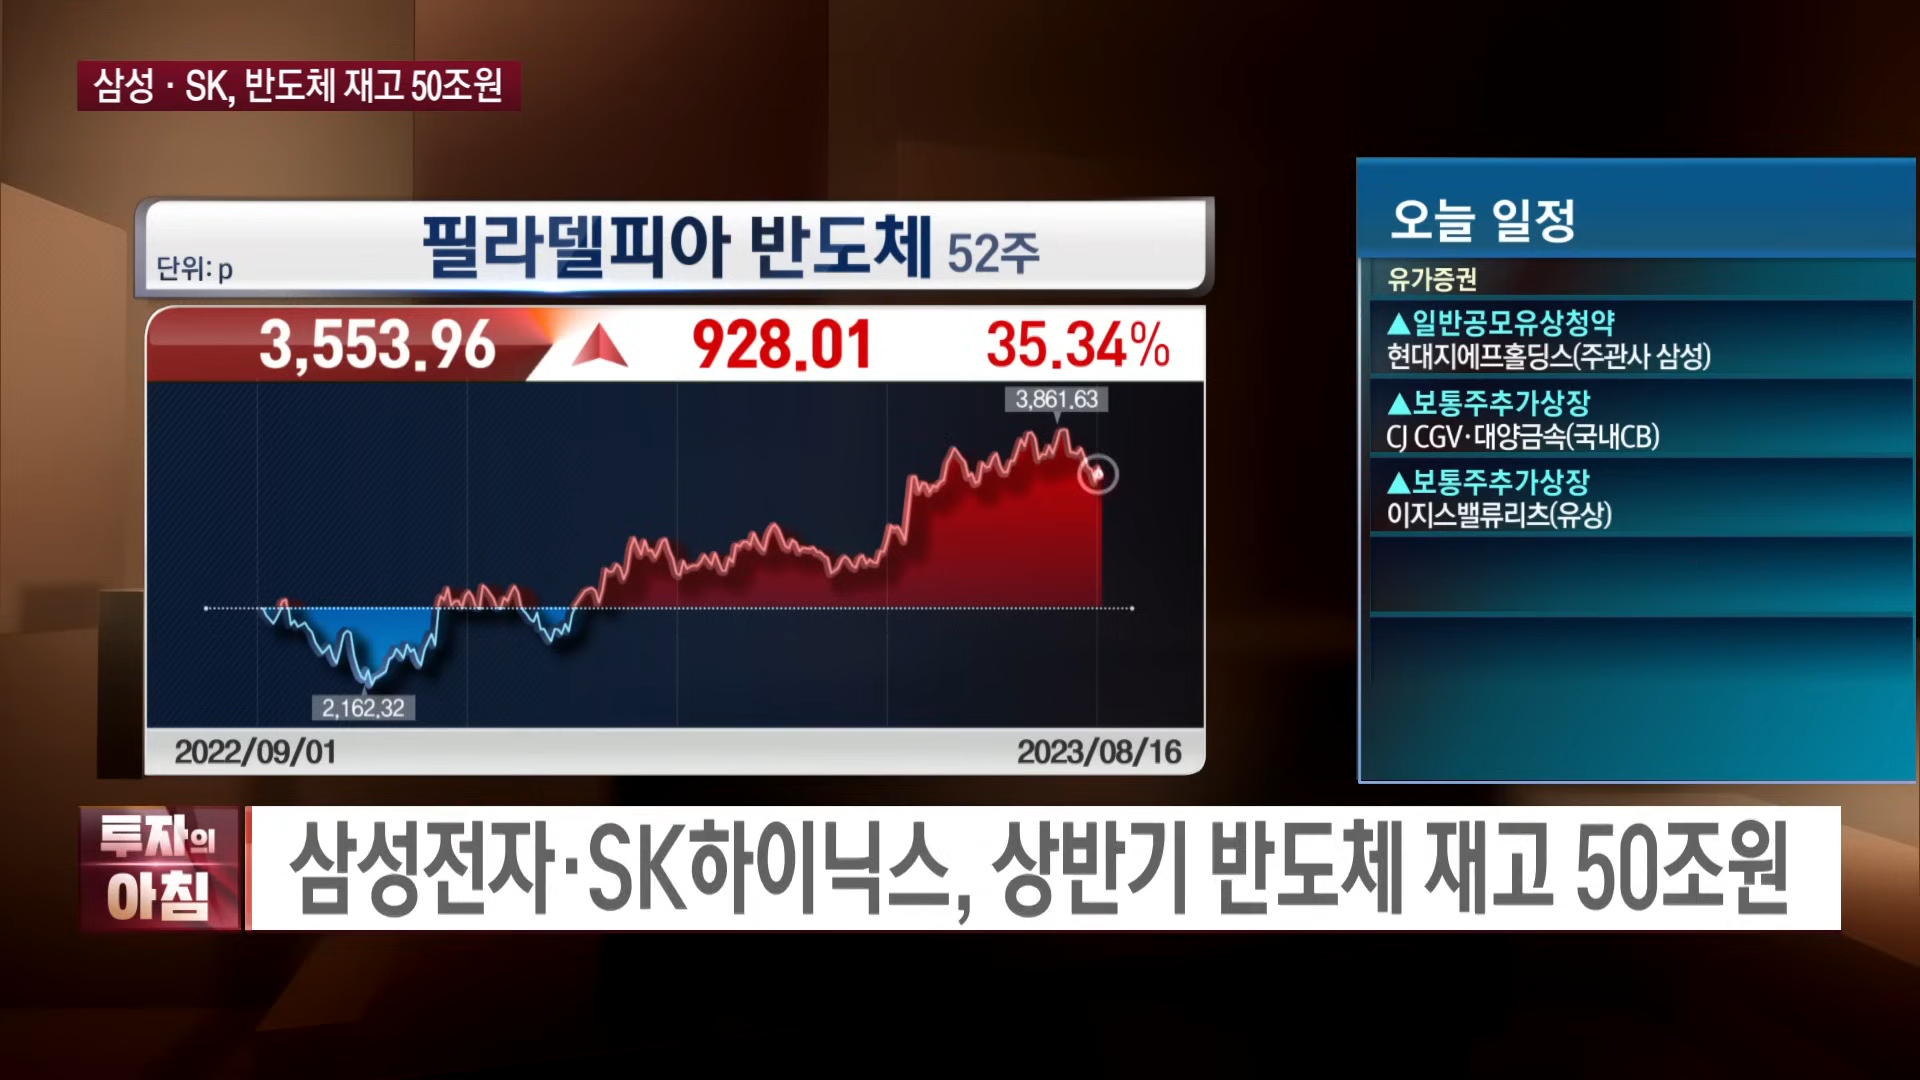 삼성 · SK, 반도체 재고 50조원
필라델피아 반도체 52주
단위: p
3,553.96 ▲ 928.01 35.34%
3,861.63
2,162.32
2022/09/01 2023/08/16
오늘 일정
유가증권
▲일반공모유상청약
현대지에프홀딩스(주관사 삼성)
▲보통주추가상장
CJ CGV·대양금속(국내CB)
▲보통주추가상장
이지스밸류리츠(유상)
투자의
아침
삼성전자·SK하이닉스, 상반기 반도체 재고 50조원